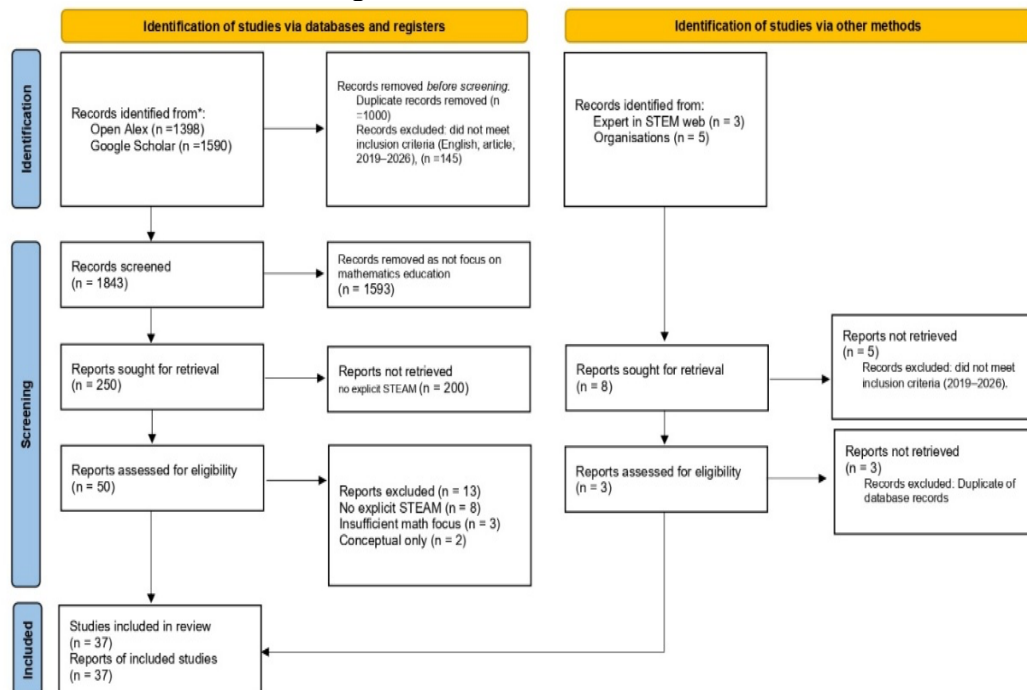 Identification of studies via databases and registers
Identification of studies via other methods
Identification
Records identified from*:
Open Alex (n =1398)
Google Scholar (n =1590)
Records removed before screening:
Duplicate records removed (n
=1000)
Records excluded: did not meet
inclusion criteria (English, article,
2019–2026), (n =145)
Records identified from:
Expert in STEM web (n = 3)
Organisations (n = 5)
Screening
Records screened
(n = 1843)
Records removed as not focus on
mathematics education
(n = 1593)
Reports sought for retrieval
(n = 250)
Reports not retrieved
no explicit STEAM (n = 200)
Reports sought for retrieval
(n = 8)
Reports not retrieved
(n = 5)
Records excluded: did not meet
inclusion criteria (2019–2026).
Reports assessed for eligibility
(n = 50)
Reports excluded (n = 13)
No explicit STEAM (n = 8)
Insufficient math focus (n = 3)
Conceptual only (n = 2)
Reports assessed for eligibility
(n = 3)
Reports not retrieved
(n = 3)
Records excluded: Duplicate of
database records
Included
Studies included in review
(n = 37)
Reports of included studies
(n = 37)